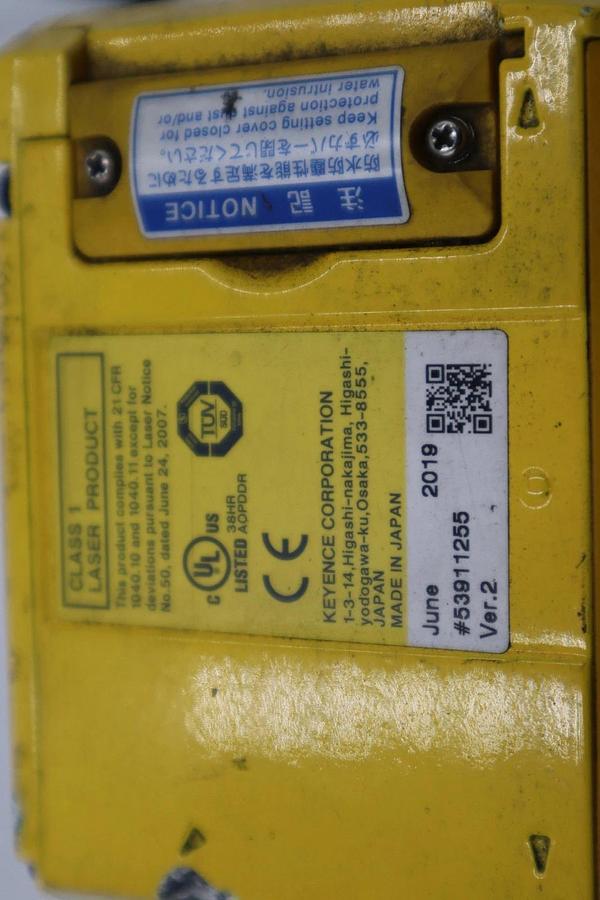 注記 NOTICE
防水防塵性能を満足するために
必ずカバーを閉じてください。
Keep setting cover closed for
protection against dust and/or
water intrusion.
CLASS 1
LASER PRODUCT
This product complies with 21 CFR
1040.10 and 1040.11 except for
deviations pursuant to Laser Notice
No.50, dated June 24, 2007.
C UL US
LISTED 38HR
AOPDDR
TÜV
SÜD
CE
KEYENCE CORPORATION
1-3-14,Higashi-nakajima, Higashi-
yodogawa-ku,Osaka,533-8555,
JAPAN
MADE IN JAPAN
June 2019
#53911255
Ver.2